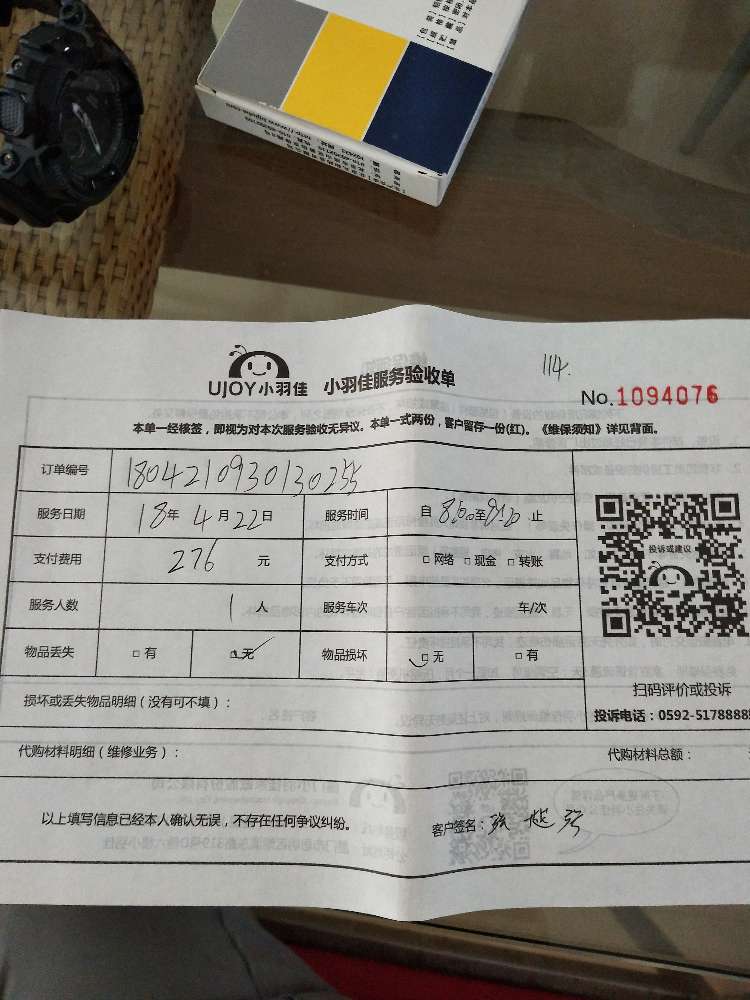 114.
UJOY小羽佳 小羽佳服务验收单
No.1094076
本单一经核签，即视为对本次服务验收无异议。本单一式两份，客户留存一份(红)。《维保须知》详见背面。
订单编号 1804210930130255
服务日期 18年 4月22日 服务时间 自 至 止
支付费用 276 元 支付方式 □网络 □现金 □转账
服务人数 1人 服务车次 车/次
物品丢失 □有 □无 物品损坏 □无 □有
投诉或建议
扫码评价或投诉
损坏或丢失物品明细（没有可不填）：
投诉电话：0592-5178888
代购材料明细（维修业务）： 代购材料总额：
以上填写信息已经本人确认无误，不存在任何争议纠纷。 客户签名：张